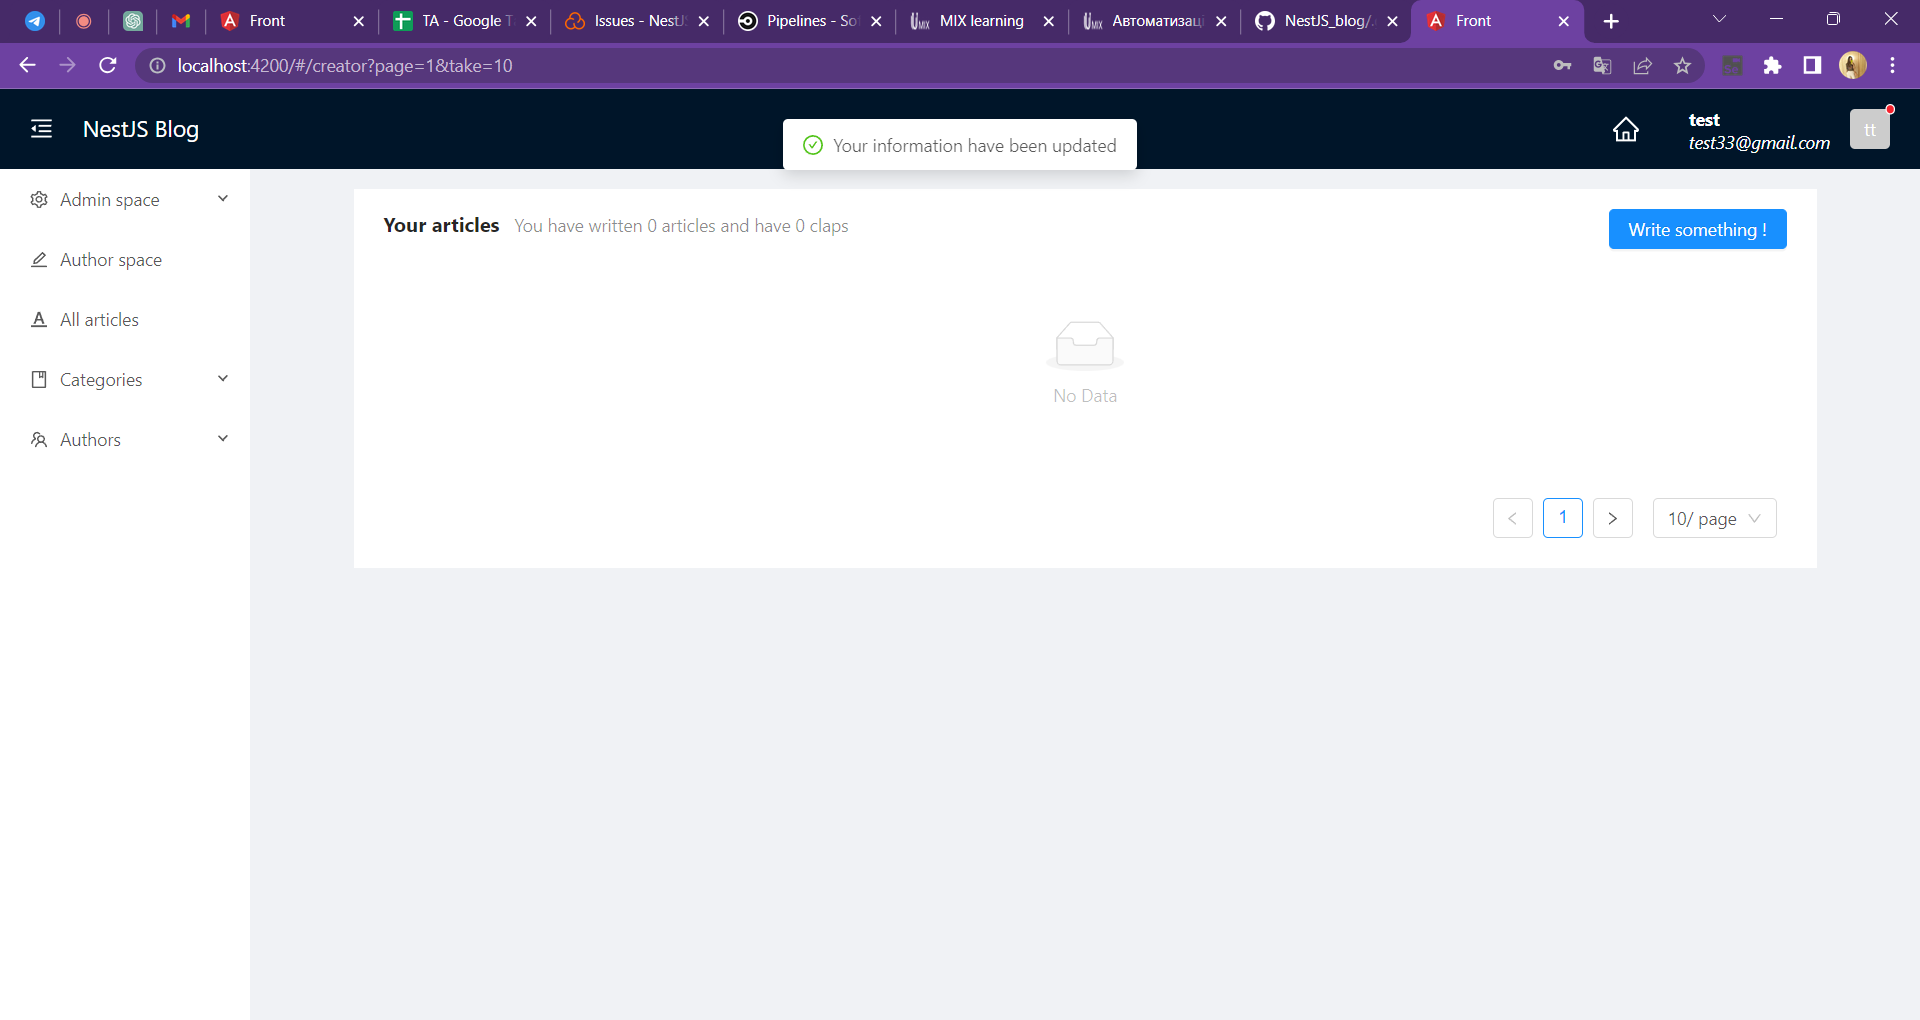 Front
TA - Google T
Issues - NestJ
Pipelines - So
MIX learning
Автоматизаці
NestJS_blog/.
Front
localhost:4200/#/creator?page=1&take=10
NestJS Blog
Your information have been updated
test
test33@gmail.com
tt
Admin space
Author space
All articles
Categories
Authors
Your articles You have written 0 articles and have 0 claps
Write something !
No Data
< 1 > 10/ page